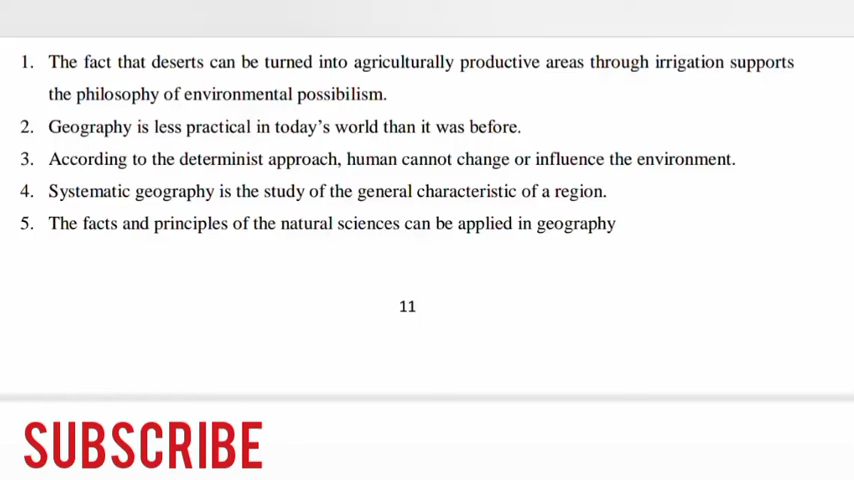 1. The fact that deserts can be turned into agriculturally productive areas through irrigation supports
the philosophy of environmental possibilism.
2. Geography is less practical in today's world than it was before.
3. According to the determinist approach, human cannot change or influence the environment.
4. Systematic geography is the study of the general characteristic of a region.
5. The facts and principles of the natural sciences can be applied in geography
11
SUBSCRIBE